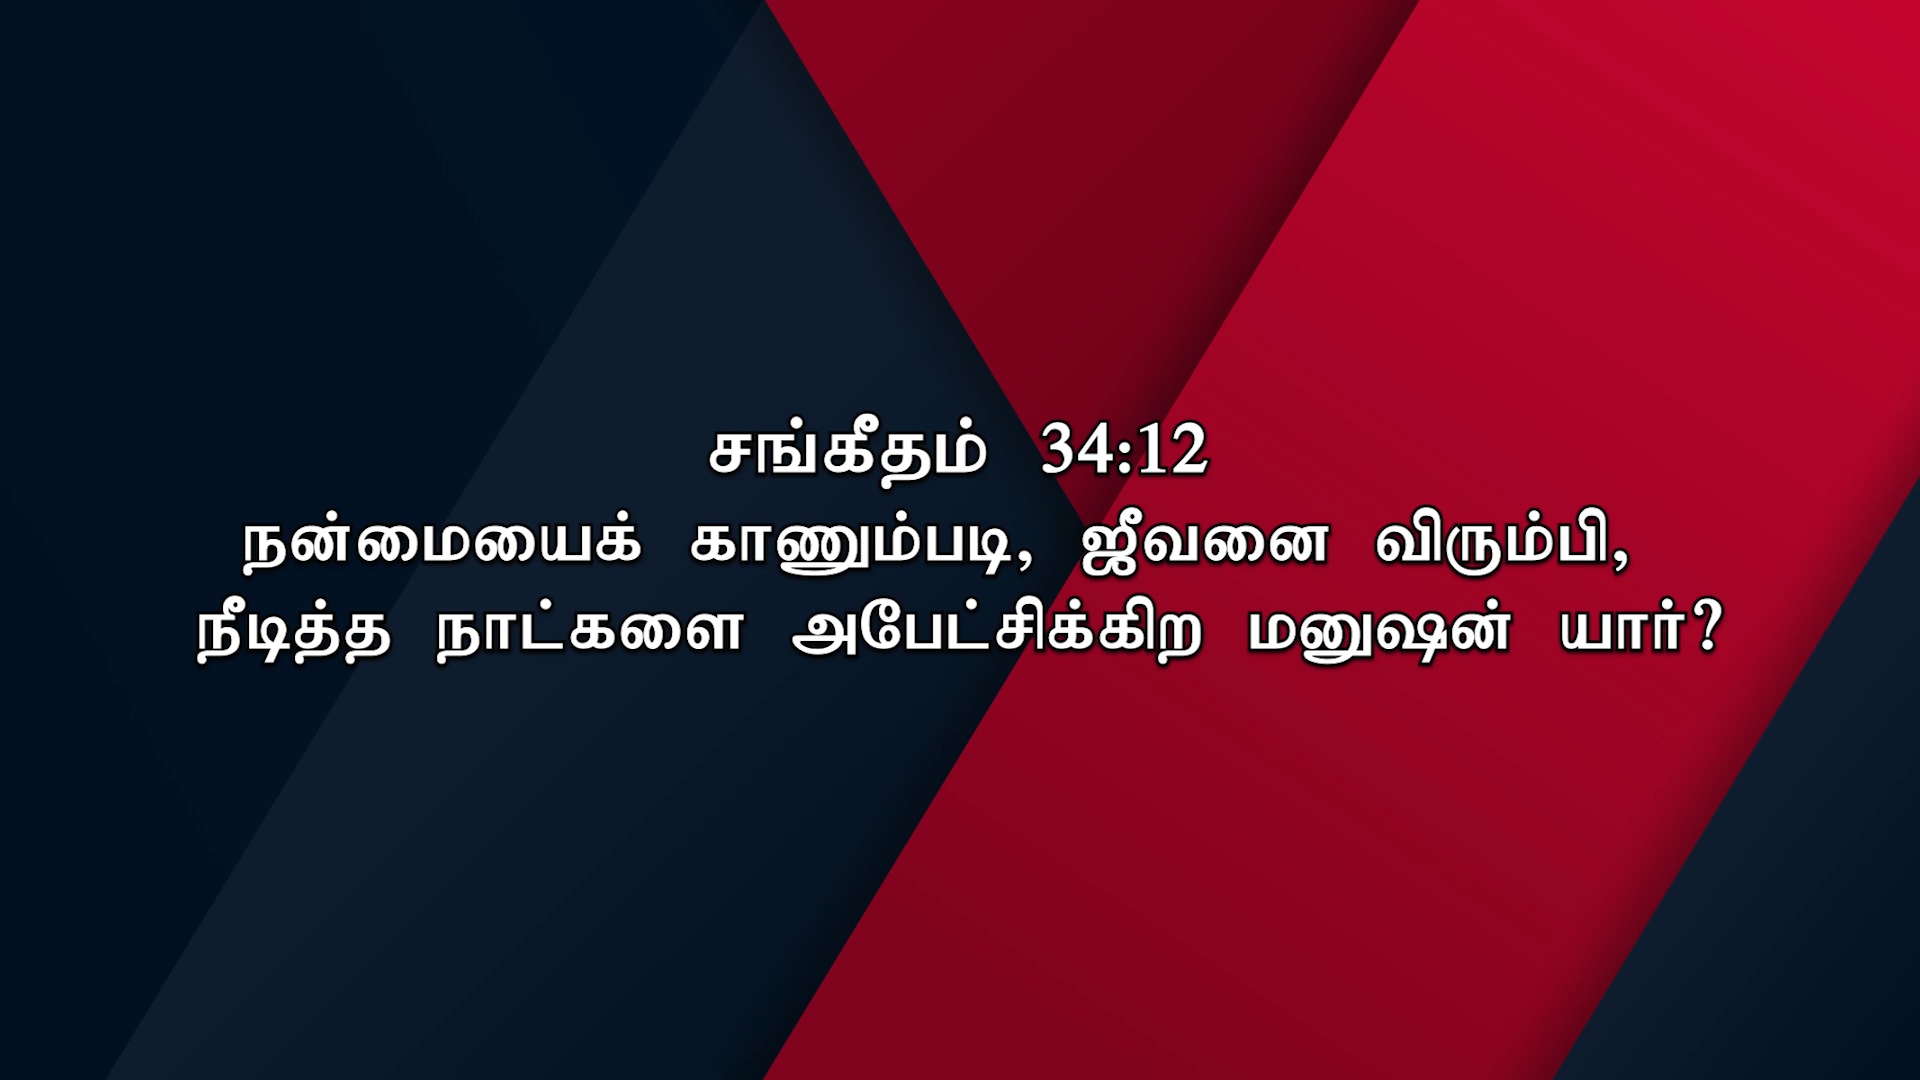 சங்கீதம் 34:12
நன்மையைக் காணும்படி, ஜீவனை விரும்பி,
நீடித்த நாட்களை அபேட்சிக்கிற மனுஷன் யார்?